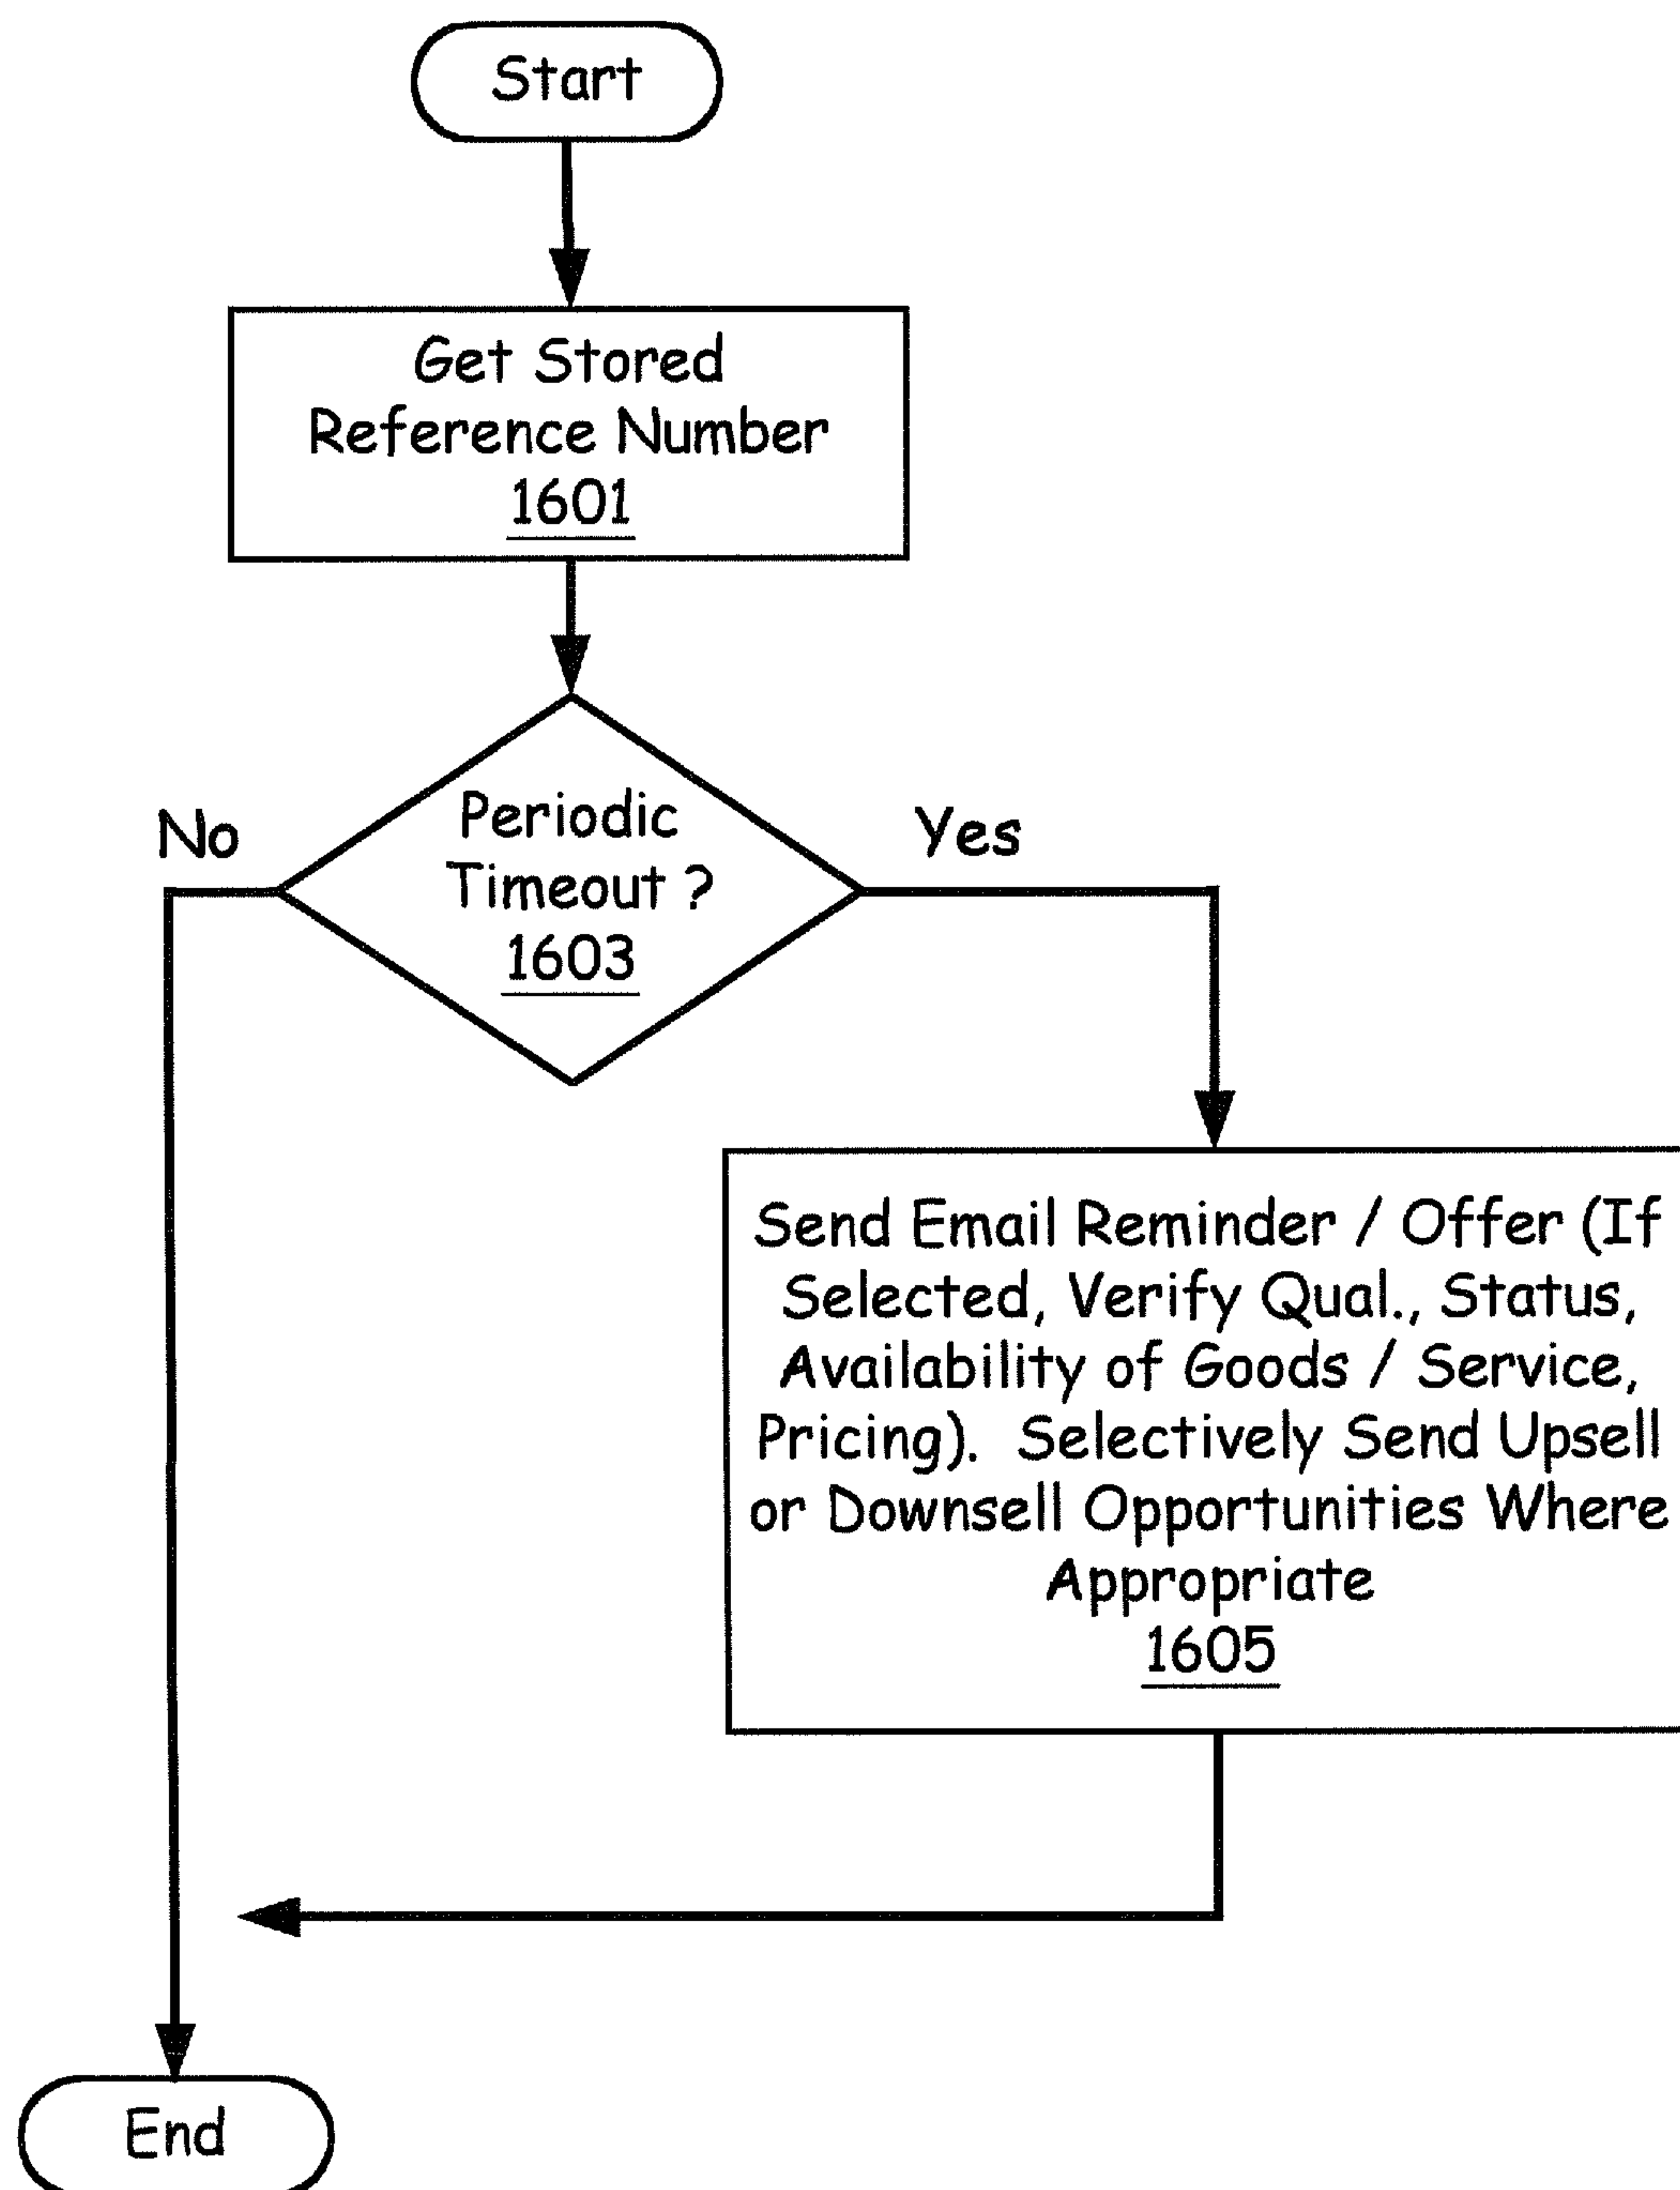 Start
Get Stored
Reference Number
1601
No
Yes
Periodic
Timeout ?
1603
Send Email Reminder / Offer (If
Selected, Verify Qual., Status,
Availability of Goods / Service,
Pricing). Selectively Send Upsell
or Downsell Opportunities Where
Appropriate
1605
End